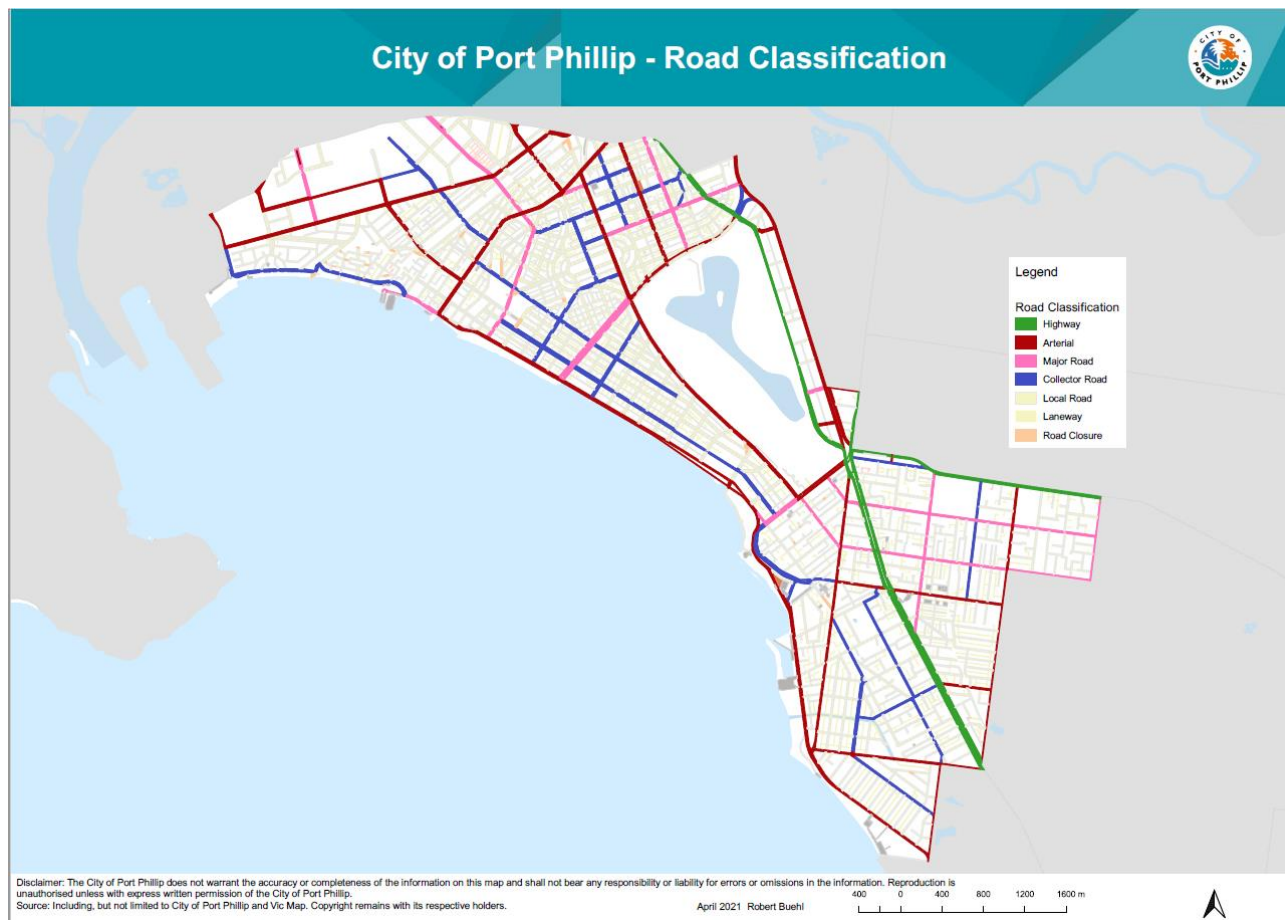 City of Port Phillip - Road Classification
CITY OF
PORT PHILLIP
Legend
Road Classification
Highway
Arterial
Major Road
Collector Road
Local Road
Laneway
Road Closure
Disclaimer: The City of Port Phillip does not warrant the accuracy or completeness of the information on this map and shall not bear any responsibility or liability for errors or omissions in the information. Reproduction is
unauthorised unless with express written permission of the City of Port Phillip.
Source: Including, but not limited to City of Port Phillip and Vic Map. Copyright remains with its respective holders.
April 2021 Robert Buehl
400 0 400 800 1200 1600 m